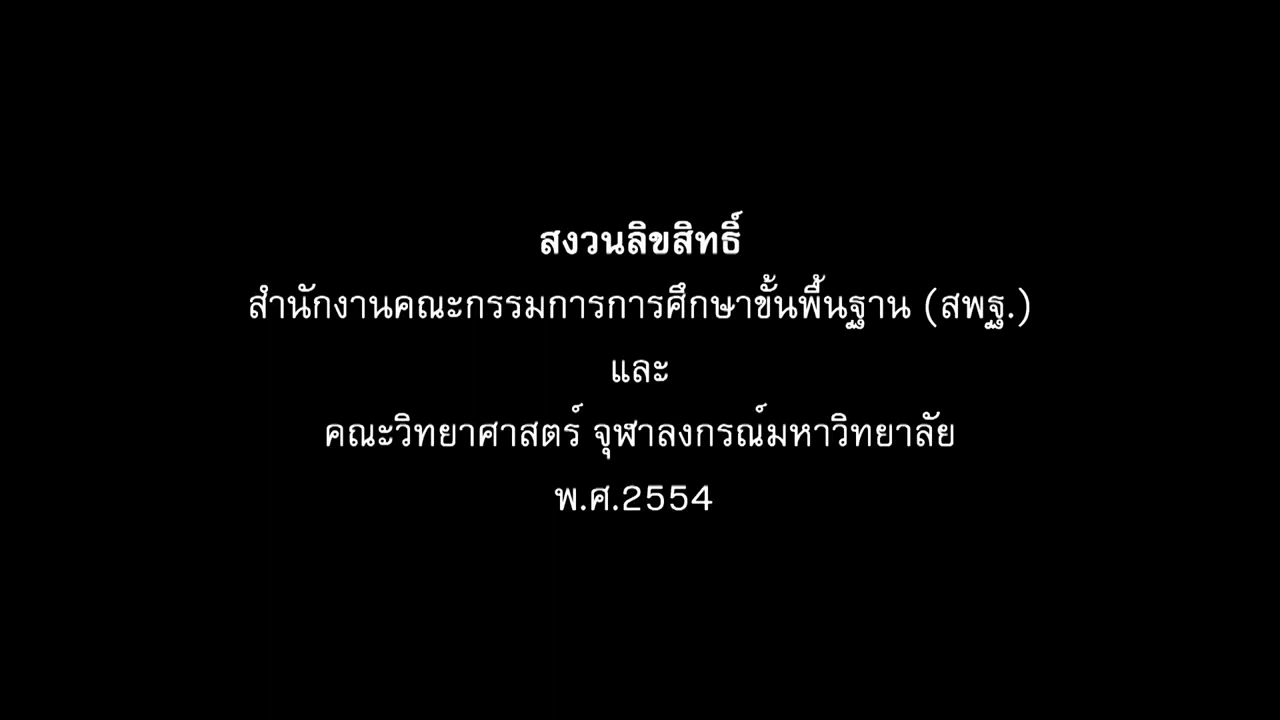 สงวนลิขสิทธิ์
สำนักงานคณะกรรมการการศึกษาขั้นพื้นฐาน (สพฐ.)
และ
คณะวิทยาศาสตร์ จุฬาลงกรณ์มหาวิทยาลัย
พ.ศ.2554